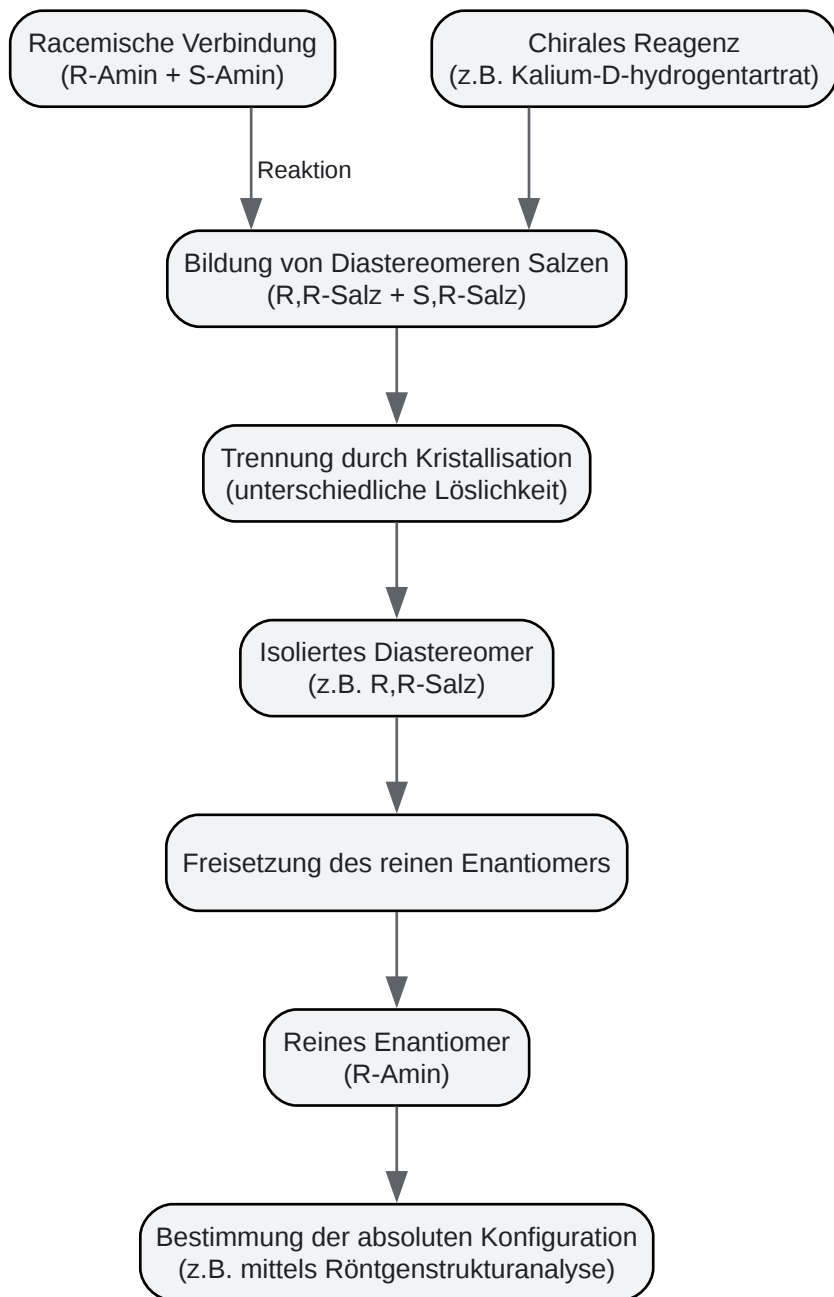 Racemische Verbindung
(R-Amin + S-Amin)
Chirales Reagenz
(z.B. Kalium-D-hydrogentartrat)
Reaktion
Bildung von Diastereomeren Salzen
(R,R-Salz + S,R-Salz)
Trennung durch Kristallisation
(unterschiedliche Löslichkeit)
Isoliertes Diastereomer
(z.B. R,R-Salz)
Freisetzung des reinen Enantiomers
Reines Enantiomer
(R-Amin)
Bestimmung der absoluten Konfiguration
(z.B. mittels Röntgenstrukturanalyse)